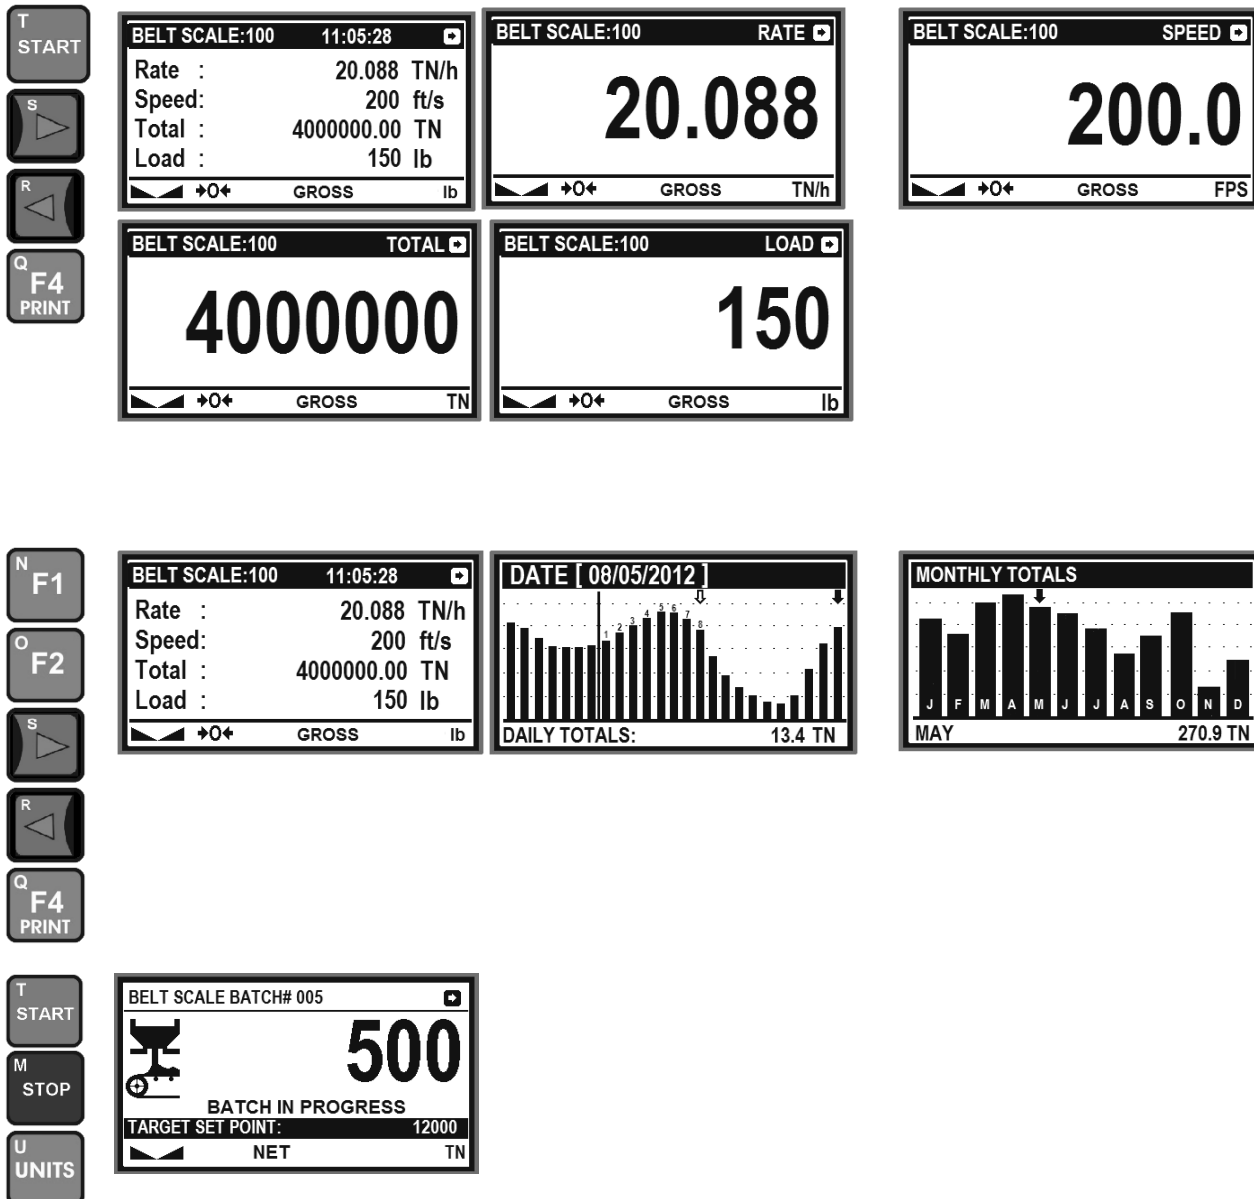 T
START
S
R
Q
F4
PRINT
BELT SCALE:100 11:05:28
Rate : 20.088 TN/h
Speed: 200 ft/s
Total : 4000000.00 TN
Load : 150 lb
→0← GROSS lb
BELT SCALE:100 RATE
20.088
→0← GROSS TN/h
BELT SCALE:100 SPEED
200.0
→0← GROSS FPS
BELT SCALE:100 TOTAL
4000000
→0← GROSS TN
BELT SCALE:100 LOAD
150
→0← GROSS lb
N
F1
O
F2
S
R
Q
F4
PRINT
BELT SCALE:100 11:05:28
Rate : 20.088 TN/h
Speed: 200 ft/s
Total : 4000000.00 TN
Load : 150 lb
→0← GROSS lb
DATE [ 08/05/2012 ]
1 2 3 4 5 6 7 8
DAILY TOTALS: 13.4 TN
MONTHLY TOTALS
J F M A M J J A S O N D
MAY 270.9 TN
T
START
M
STOP
U
UNITS
BELT SCALE BATCH# 005
500
BATCH IN PROGRESS
TARGET SET POINT: 12000
NET TN